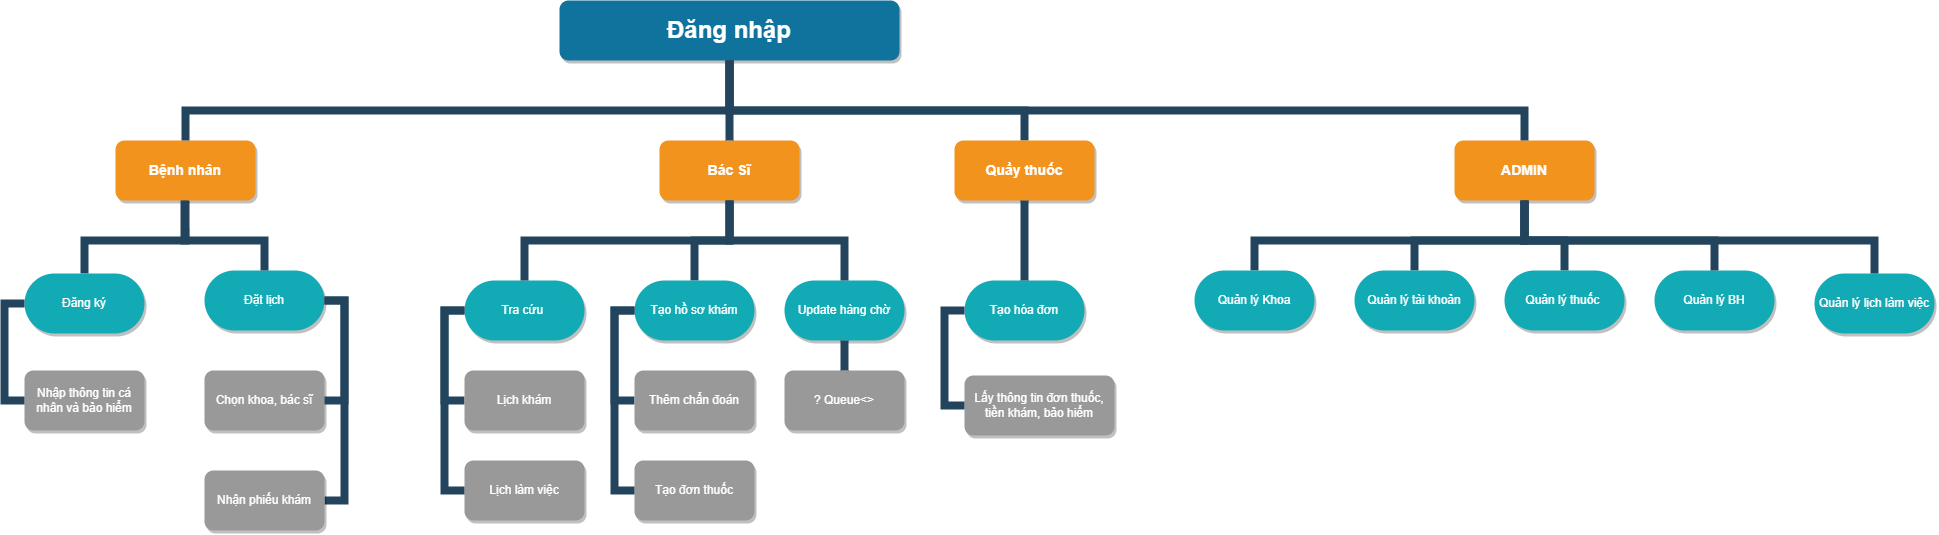 Đăng nhập
Bệnh nhân
Bác Sĩ
Quầy thuốc
ADMIN
Đăng ký
Đặt lịch
Tra cứu
Tạo hồ sơ khám
Update hàng chờ
Tạo hóa đơn
Quản lý Khoa
Quản lý tài khoản
Quản lý thuốc
Quản lý BH
Quản lý lịch làm việc
Nhập thông tin cá
nhân và bảo hiểm
Chọn khoa, bác sĩ
Lịch khám
Thêm chẩn đoán
? Queue<>
Lấy thông tin đơn thuốc,
tiền khám, bảo hiểm
Nhận phiếu khám
Lịch làm việc
Tạo đơn thuốc